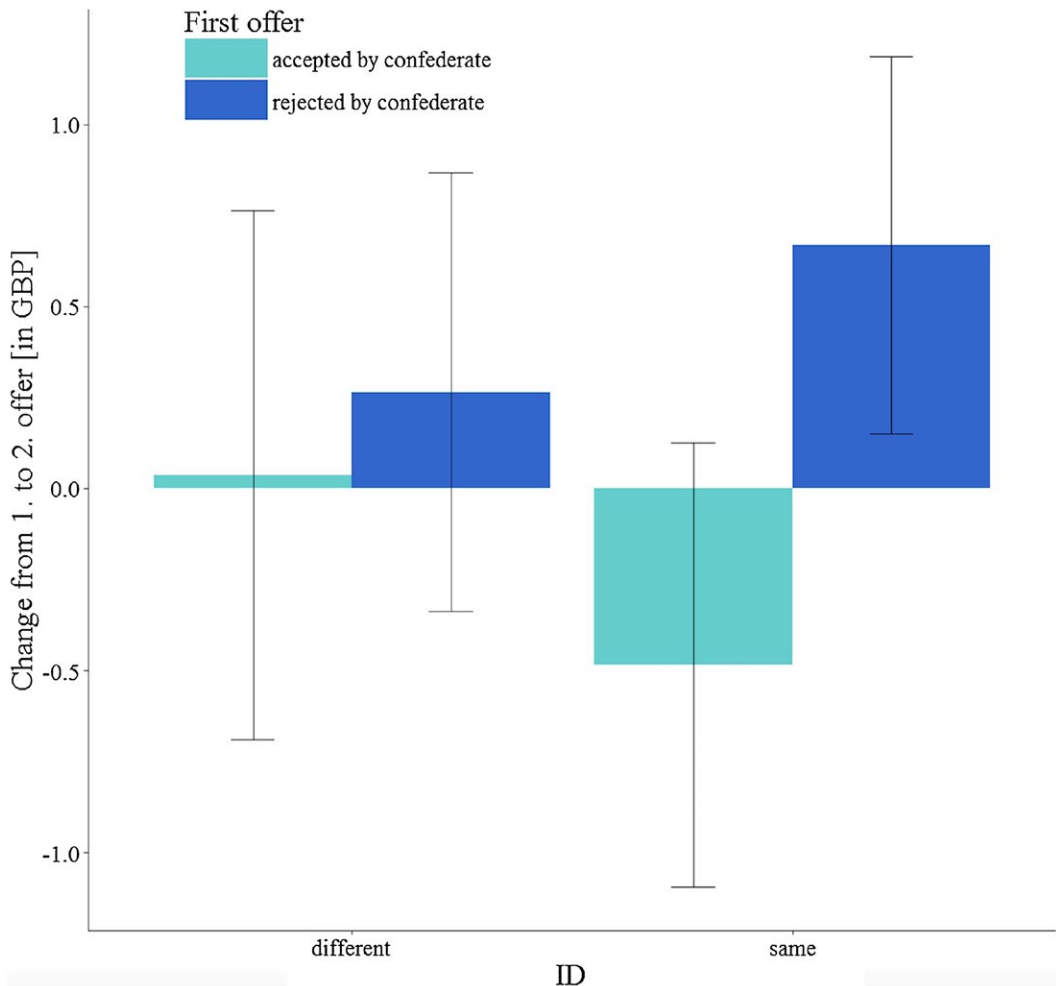 First offer
accepted by confederate
rejected by confederate
Change from 1. to 2. offer [in GBP]
1.0
0.5
0.0
-0.5
-1.0
different
same
ID